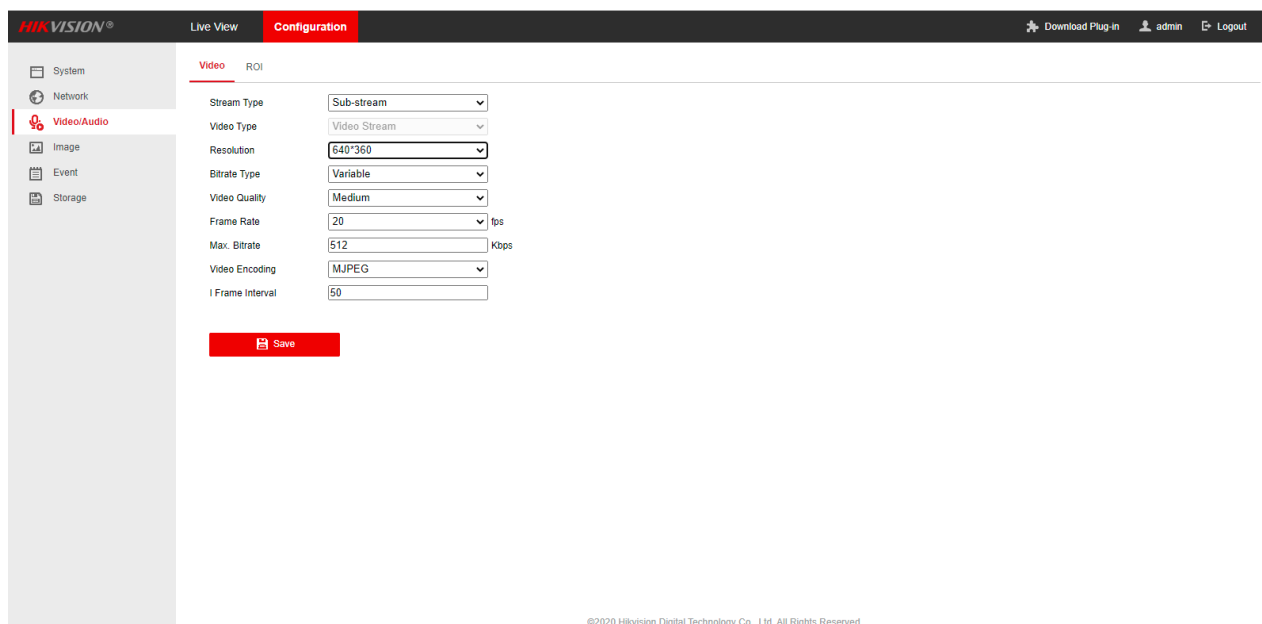 HIKVISION® Live View Configuration Download Plug-in admin Logout
System
Network
Video/Audio
Image
Event
Storage
Video ROI
Stream Type Sub-stream
Video Type Video Stream
Resolution 640*360
Bitrate Type Variable
Video Quality Medium
Frame Rate 20 fps
Max. Bitrate 512 Kbps
Video Encoding MJPEG
I Frame Interval 50
Save
©2020 Hikvision Digital Technology Co., Ltd. All Rights Reserved.